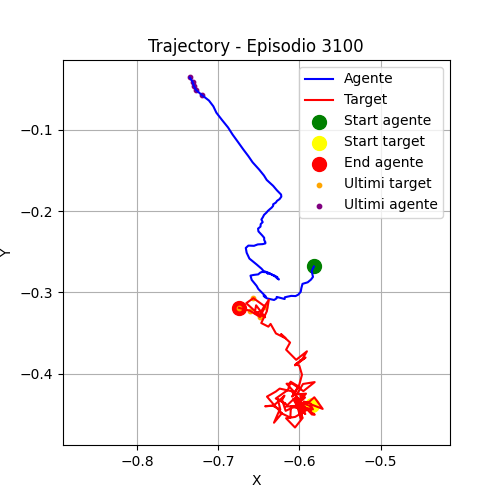 Trajectory - Episodio 3100
Agente
Target
Start agente
Start target
End agente
Ultimi target
Ultimi agente
−0.1
−0.2
−0.3
−0.4
Y
−0.8
−0.7
−0.6
−0.5
X